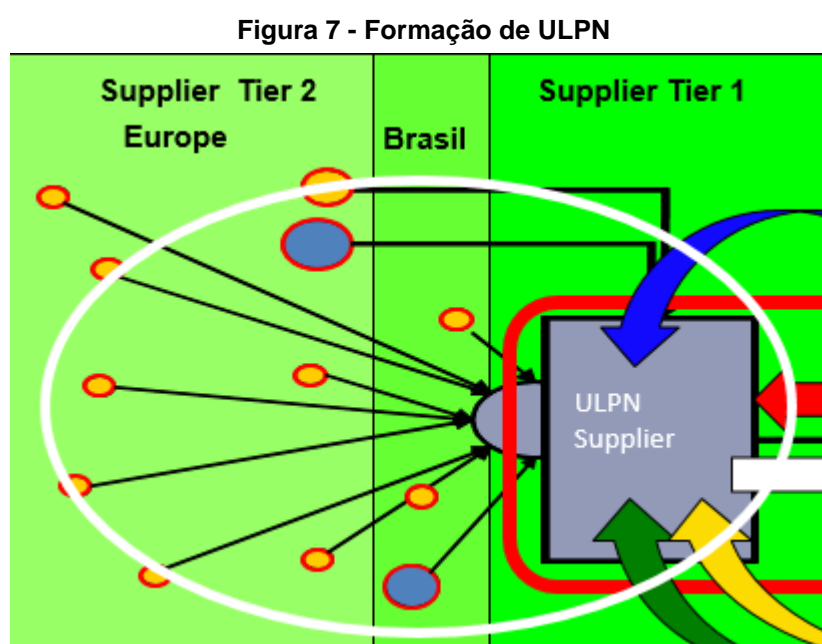 Figura 7 - Formação de ULPN
Supplier Tier 2
Europe
Brasil
Supplier Tier 1
ULPN
Supplier